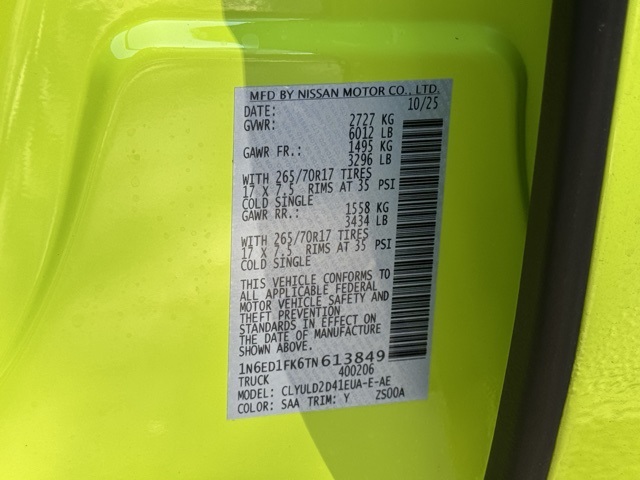 MFD BY NISSAN MOTOR CO., LTD.
DATE: 10/25
GVWR: 2727 KG
6012 LB
GAWR FR.: 1495 KG
3296 LB
WITH 265/70R17 TIRES
17 X 7.5 RIMS AT 35 PSI
COLD SINGLE
GAWR RR.: 1558 KG
3434 LB
WITH 265/70R17 TIRES
17 X 7.5 RIMS AT 35 PSI
COLD SINGLE
THIS VEHICLE CONFORMS TO
ALL APPLICABLE FEDERAL
MOTOR VEHICLE SAFETY AND
THEFT PREVENTION
STANDARDS IN EFFECT ON
THE DATE OF MANUFACTURE
SHOWN ABOVE.
1N6ED1FK6TN613849
TRUCK 400206
MODEL: CLYULD2D41EUA-E-AE
COLOR: SAA TRIM: Y ZS00A